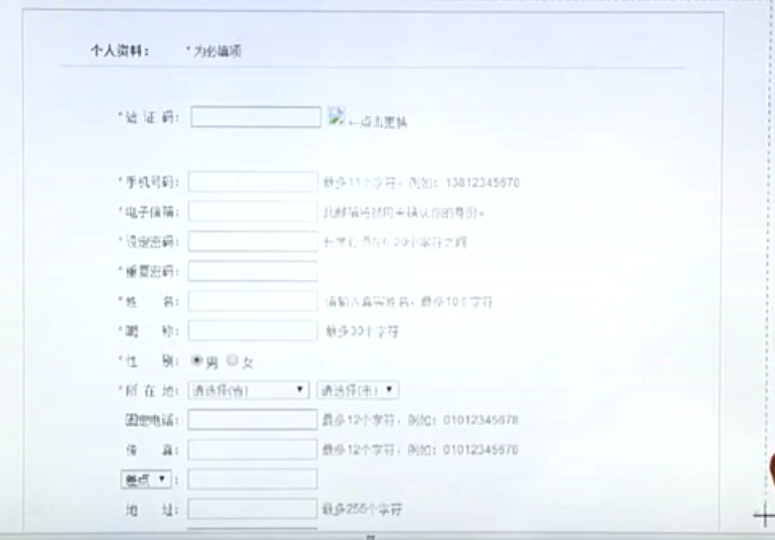 个人资料： *为必填项
*验 证 码： ←点击更换
*手机号码： 最多11个字符，例如：13812345678
*电子信箱： 此邮箱将被用来确认你的身份。
*设定密码： 长度必须在6-20个字符之间
*重复密码：
*姓 名： 请输入真实姓名，最多10个字符
*昵 称： 最多30个字符
*性 别： 男 女
*所 在 地： 请选择(省) 请选择(市)
固定电话： 最多12个字符，例如：01012345678
传 真： 最多12个字符，例如：01012345678
差点 ：
地 址： 最多255个字符